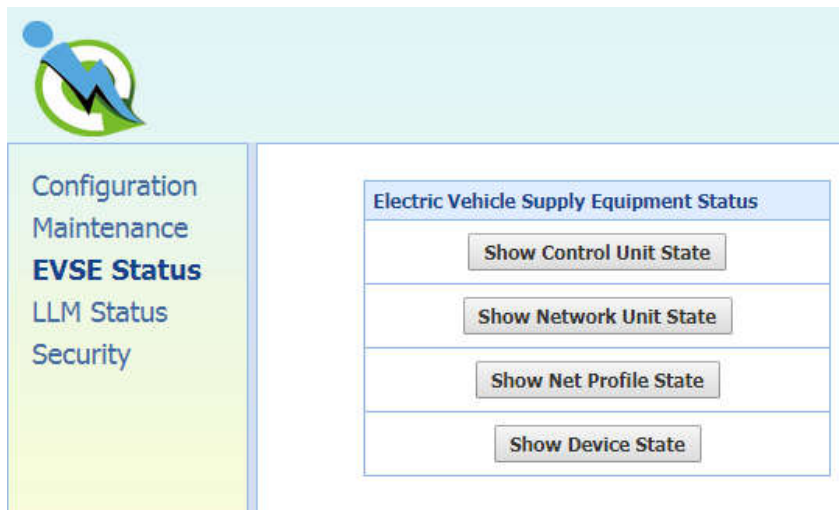 Configuration
Maintenance
EVSE Status
LLM Status
Security
Electric Vehicle Supply Equipment Status
Show Control Unit State
Show Network Unit State
Show Net Profile State
Show Device State